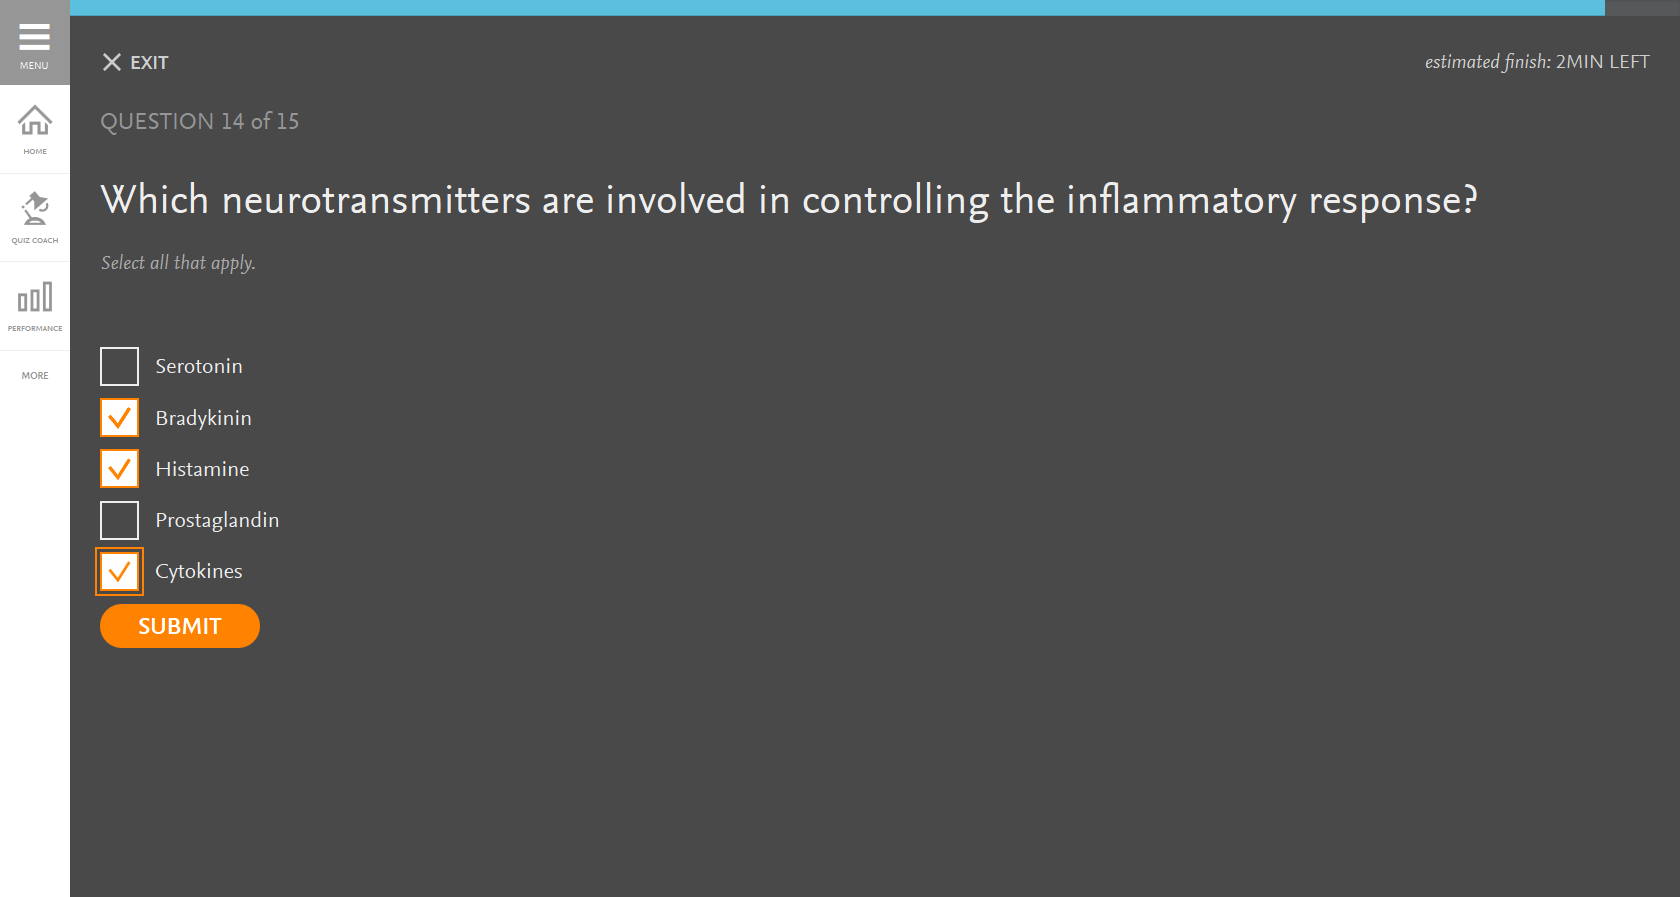 MENU
HOME
QUIZ COACH
PERFORMANCE
MORE
EXIT
estimated finish: 2MIN LEFT
QUESTION 14 of 15
Which neurotransmitters are involved in controlling the inflammatory response?
Select all that apply.
Serotonin
Bradykinin
Histamine
Prostaglandin
Cytokines
SUBMIT